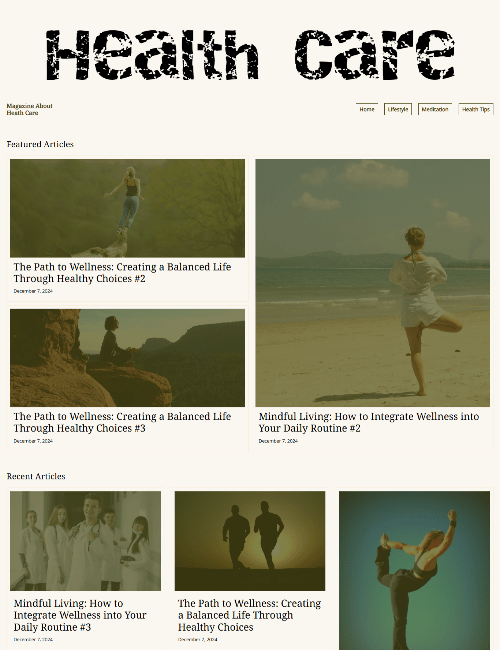 Health Care
Magazine About
Heath Care
Home
Lifestyle
Meditation
Health Tips
Featured Articles
The Path to Wellness: Creating a Balanced Life
Through Healthy Choices #2
December 7, 2024
The Path to Wellness: Creating a Balanced Life
Through Healthy Choices #3
December 7, 2024
Mindful Living: How to Integrate Wellness into
Your Daily Routine #2
December 7, 2024
Recent Articles
Mindful Living: How to
Integrate Wellness into Your
Daily Routine #3
December 7, 2024
The Path to Wellness: Creating
a Balanced Life Through
Healthy Choices
December 7, 2024